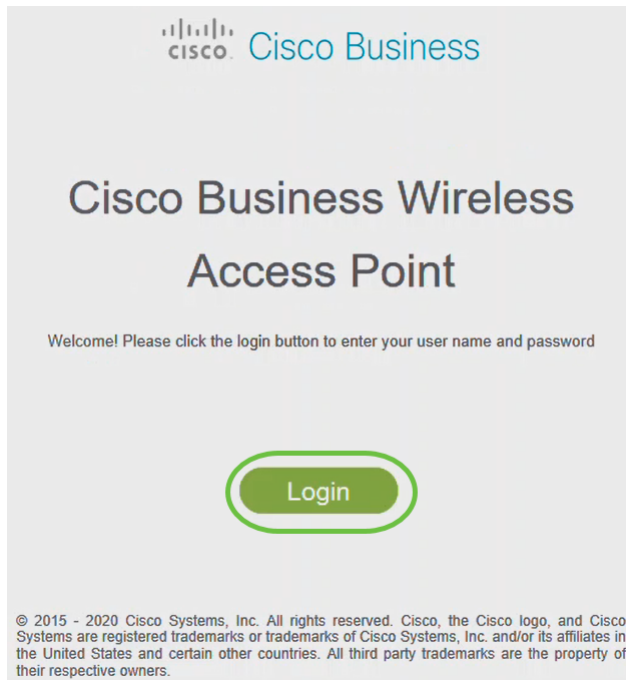 cisco. Cisco Business
Cisco Business Wireless
Access Point
Welcome! Please click the login button to enter your user name and password
Login
© 2015 - 2020 Cisco Systems, Inc. All rights reserved. Cisco, the Cisco logo, and Cisco
Systems are registered trademarks or trademarks of Cisco Systems, Inc. and/or its affiliates in
the United States and certain other countries. All third party trademarks are the property of
their respective owners.